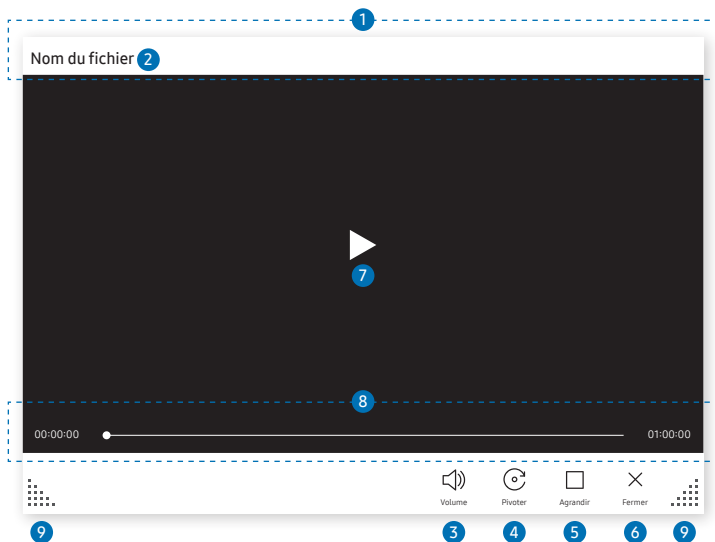 1
Nom du fichier 2
7
8
00:00:00 01:00:00
Volume Pivoter Agrandir Fermer
9 3 4 5 6 9